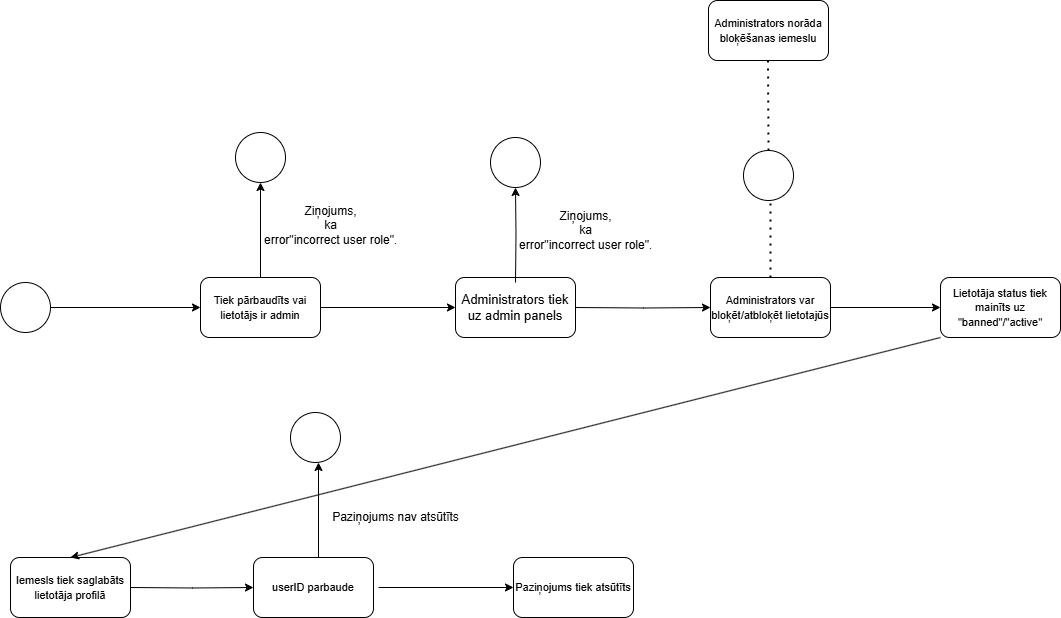 Administrators norāda
bloķēšanas iemeslu
Ziņojums,
ka
error"incorrect user role".
Ziņojums,
ka
error"incorrect user role".
Tiek pārbaudīts vai
lietotājs ir admin
Administrators tiek
uz admin panels
Administrators var
bloķēt/atbloķēt lietotajūs
Lietotāja status tiek
mainīts uz
"banned"/"active"
Paziņojums nav atsūtīts
Iemesls tiek saglabāts
lietotāja profilā
userID parbaude
Paziņojums tiek atsūtīts